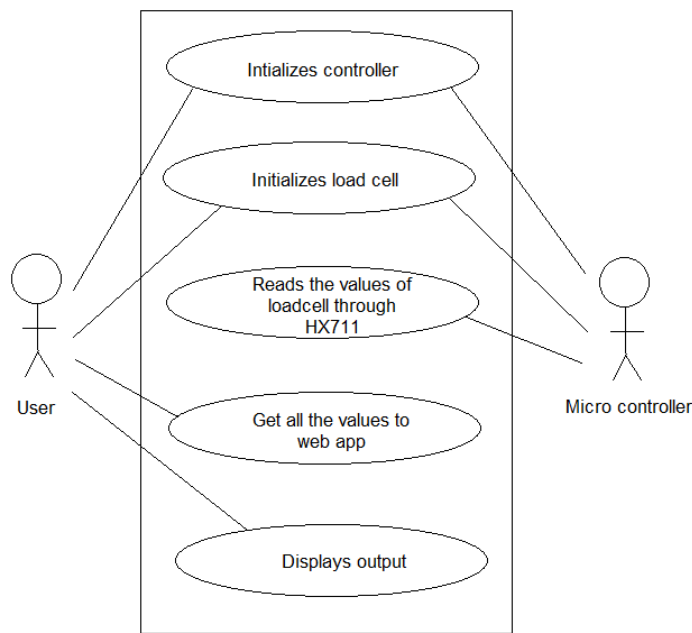 Intializes controller
Initializes load cell
Reads the values of
loadcell through
HX711
User
Micro controller
Get all the values to
web app
Displays output